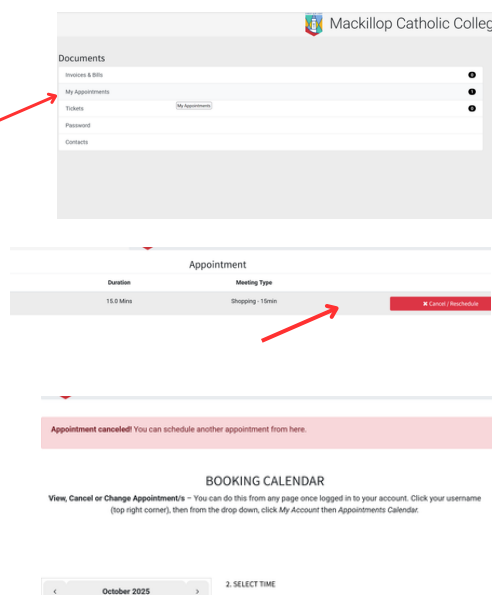 Mackillop Catholic Colleg
Documents
Invoices & Bills
My Appointments
1
Tickets
My Appointments
0
Password
Contacts
Appointment
Duration
Meeting Type
15.0 Mins
Shopping - 15min
✖ Cancel / Reschedule
Appointment canceled! You can schedule another appointment from here.
BOOKING CALENDAR
View, Cancel or Change Appointment/s – You can do this from any page once logged in to your account. Click your username
(top right corner), then from the drop down, click My Account then Appointments Calendar.
2. SELECT TIME
‹ October 2025 ›